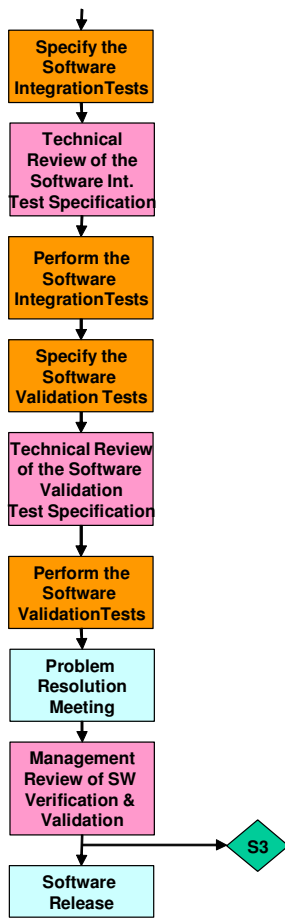 Specify the
Software
IntegrationTests
Technical
Review of the
Software Int.
Test Specification
Perform the
Software
IntegrationTests
Specify the
Software
Validation Tests
Technical Review
of the Software
Validation
Test Specification
Perform the
Software
ValidationTests
Problem
Resolution
Meeting
Management
Review of SW
Verification &
Validation
S3
Software
Release